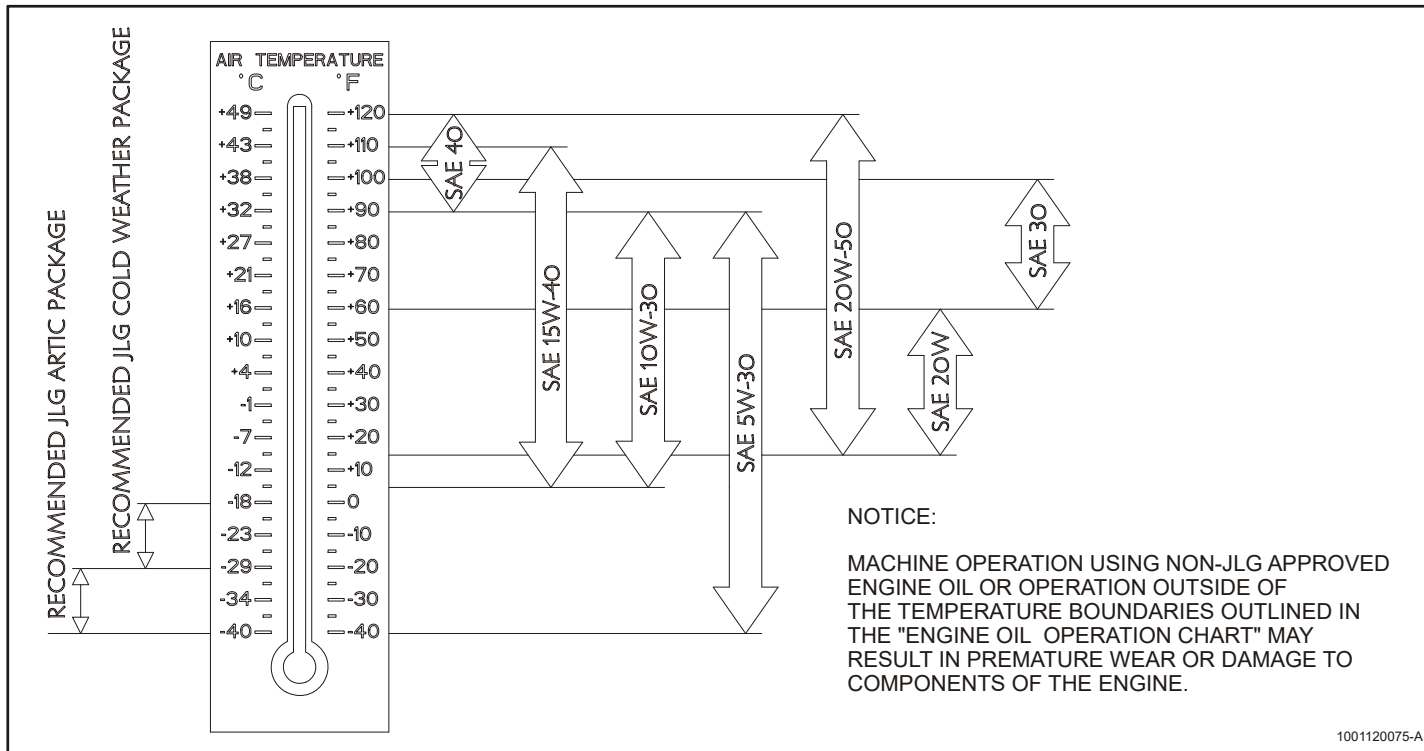 RECOMMENDED JLG ARTIC PACKAGE
RECOMMENDED JLG COLD WEATHER PACKAGE
AIR TEMPERATURE
°C °F
+49 +120
+43 +110
+38 +100
+32 +90
+27 +80
+21 +70
+16 +60
+10 +50
+4 +40
-1 +30
-7 +20
-12 +10
-18 0
-23 -10
-29 -20
-34 -30
-40 -40
SAE 40
SAE 15W-40
SAE 10W-30
SAE 5W-30
SAE 20W-50
SAE 20W
SAE 30
NOTICE:
MACHINE OPERATION USING NON-JLG APPROVED
ENGINE OIL OR OPERATION OUTSIDE OF
THE TEMPERATURE BOUNDARIES OUTLINED IN
THE "ENGINE OIL OPERATION CHART" MAY
RESULT IN PREMATURE WEAR OR DAMAGE TO
COMPONENTS OF THE ENGINE.
1001120075-A